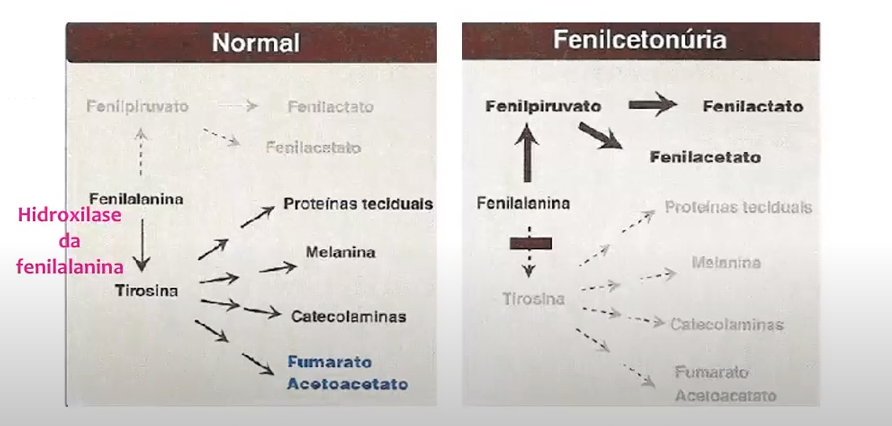 Normal
Fenilpiruvato
Fenilactato
Fenilacetato
Fenilalanina
Hidroxilase
da
fenilalanina
Proteínas teciduais
Melanina
Tirosina
Catecolaminas
Fumarato
Acetoacetato
Fenilcetonúria
Fenilpiruvato
Fenilactato
Fenilacetato
Fenilalanina
Proteínas teciduais
Melanina
Tirosina
Catecolaminas
Fumarato
Acetoacetato